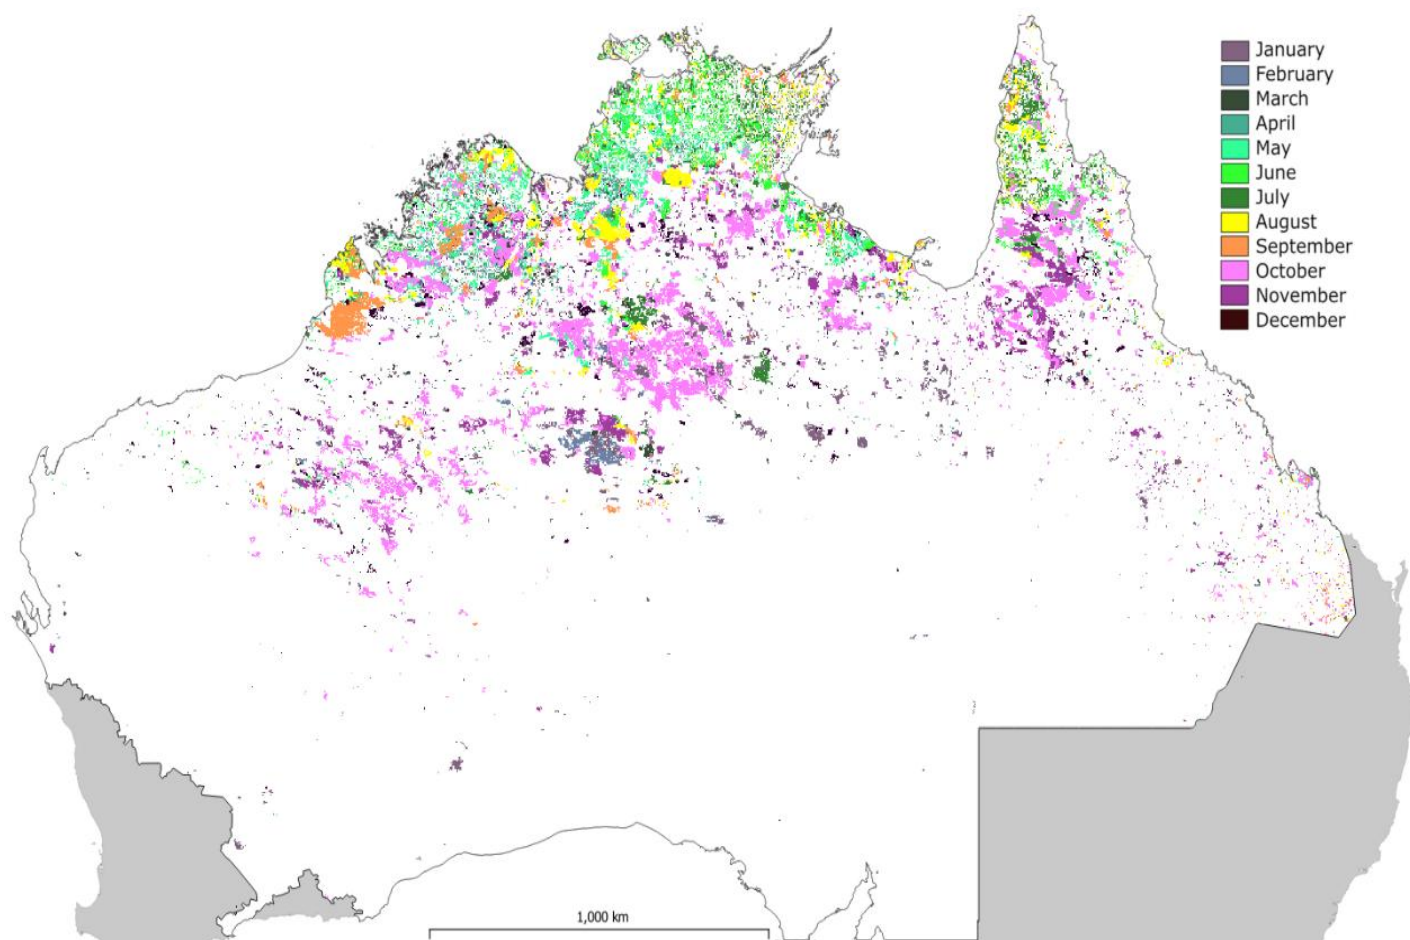 January
February
March
April
May
June
July
August
September
October
November
December
1,000 km